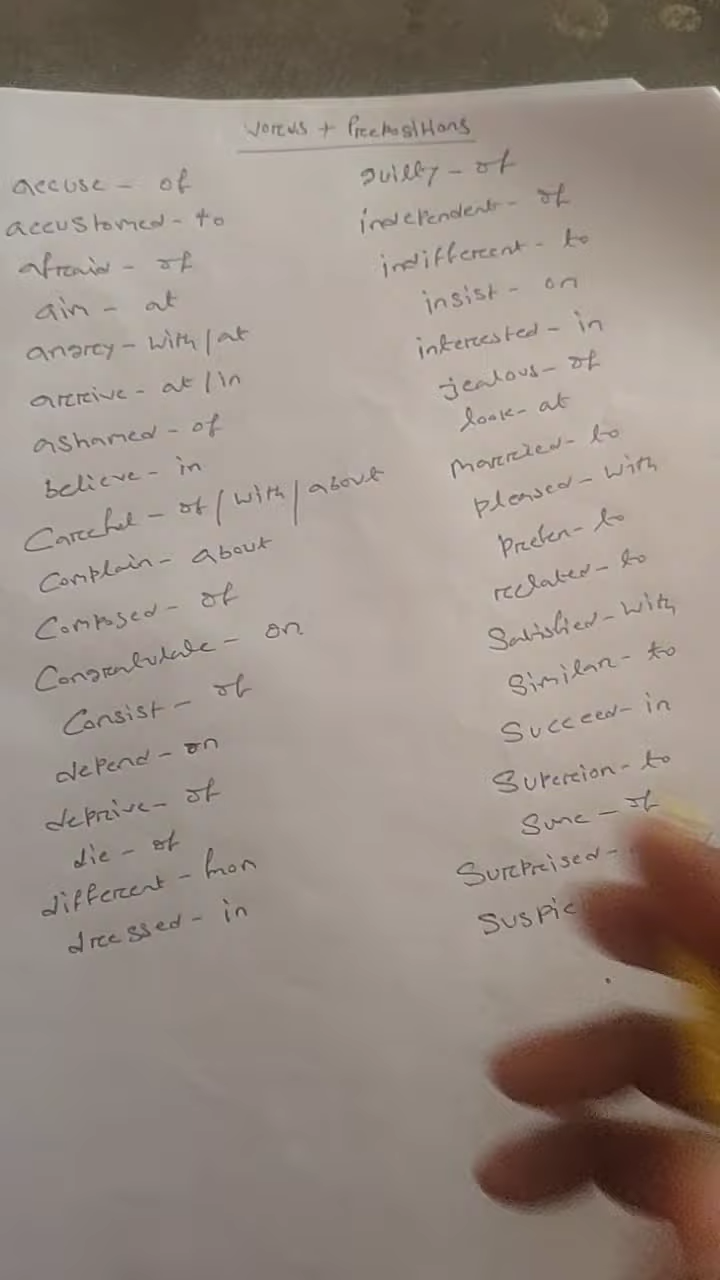 Words + Prepositions
accuse - of
accustomed - to
afraid - of
aim - at
angry - with / at
arrive - at / in
ashamed - of
believe - in
Careful - of / with / about
Complain - about
Composed - of
Congratulate - on
Consist - of
depend - on
deprive - of
die - of
different - from
dressed - in
guilty - of
independent - of
indifferent - to
insist - on
interested - in
jealous - of
look - at
married - to
pleased - with
prefer - to
related - to
Satisfied - with
Similar - to
Succeed - in
Superior - to
Sure - of
Surprised -